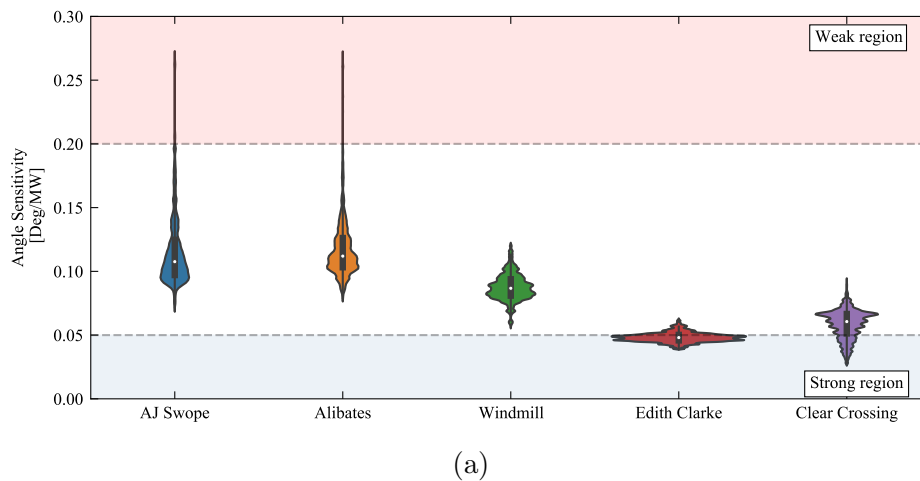 0.30
Weak region
0.25
0.20
Angle Sensitivity
[Deg/MW]
0.15
0.10
0.05
Strong region
0.00
AJ Swope Alibates Windmill Edith Clarke Clear Crossing
(a)